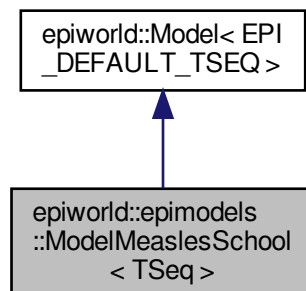 epiworld::Model< EPI
_DEFAULT_TSEQ >
epiworld::epimodels
::ModelMeaslesSchool
< TSeq >